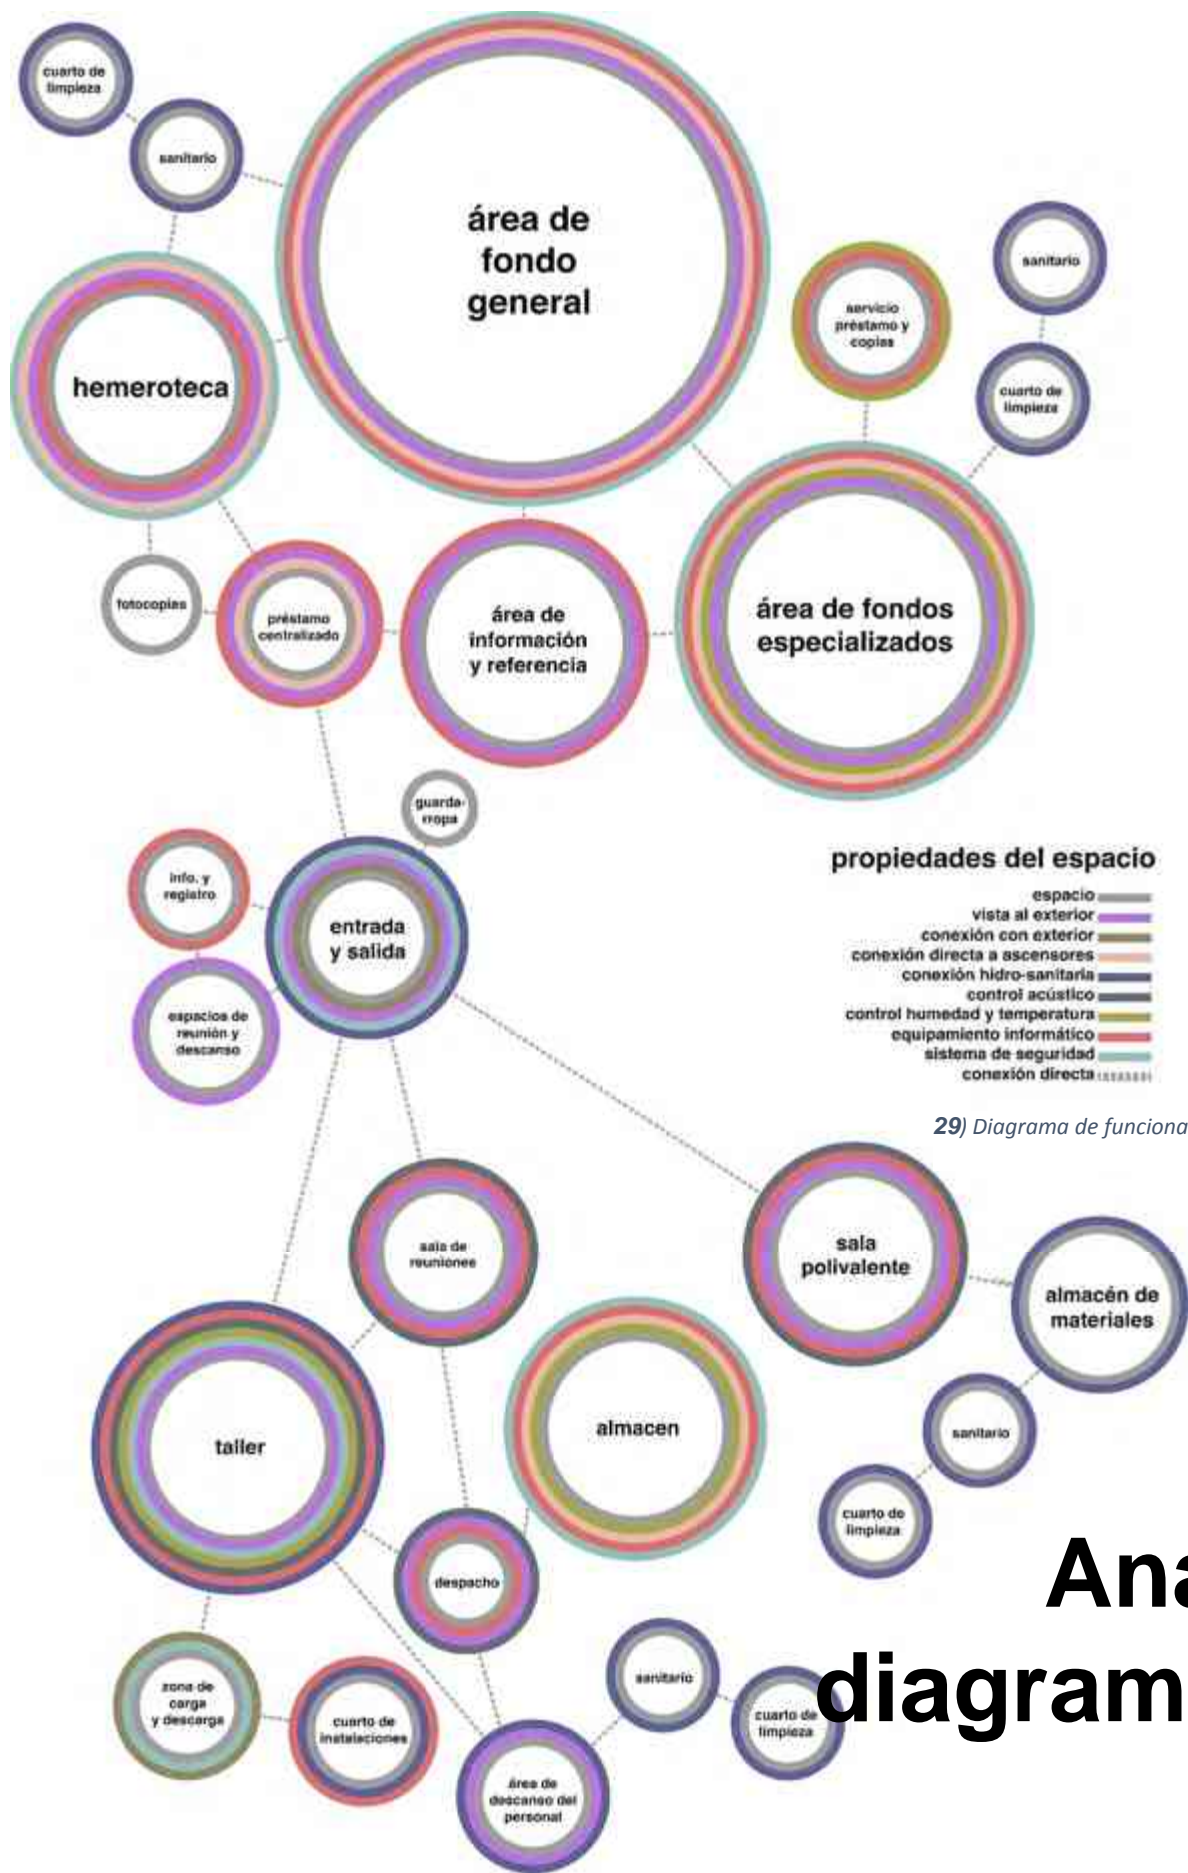 cuarto de
limpieza
sanitario
área de
fondo
general
sanitario
servicio
préstamo y
copias
hemeroteca
cuarto de
limpieza
fotocopias
préstamo
centralizado
área de
información
y referencia
área de fondos
especializados
guarda-
rropa
info. y
registro
entrada
y salida
espacios de
reunión y
descanso
propiedades del espacio
espacio
vista al exterior
conexión con exterior
conexión directa a ascensores
conexión hidro-sanitaria
control acústico
control humedad y temperatura
equipamiento informático
sistema de seguridad
conexión directa
29) Diagrama de funciona
sala de
reuniones
sala
polivalente
almacén de
materiales
taller
almacen
sanitario
cuarto de
limpieza
despacho
Ana
diagram
zona de
carga
y descarga
cuarto de
instalaciones
sanitario
cuarto de
limpieza
área de
descanso del
personal